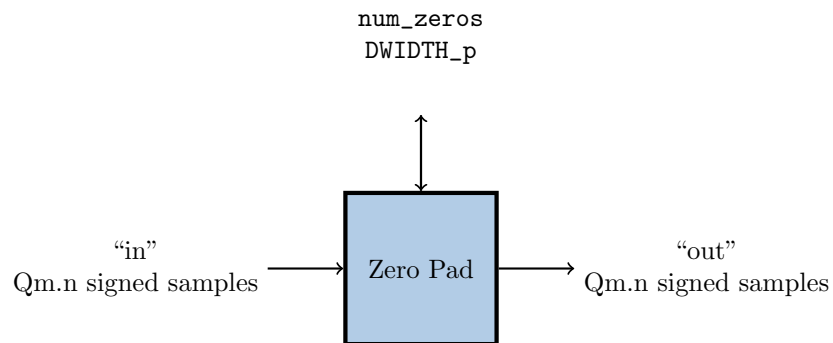 num_zeros
DWIDTH_p
“in”
Qm.n signed samples
Zero Pad
“out”
Qm.n signed samples